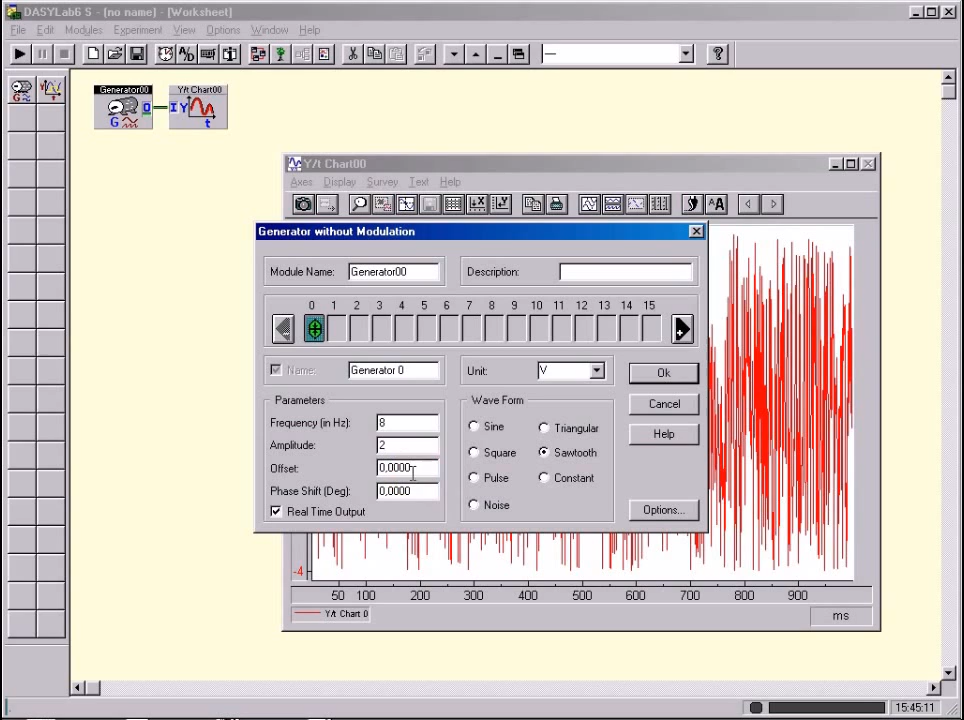 DASYLab6 S - [no name] - [Worksheet]
File Edit Modules Experiment View Options Window Help
Generator00 Y/t Chart00
O I Y
G t
Y/t Chart00
Axes Display Survey Text Help
Generator without Modulation
Module Name: Generator00 Description:
0 1 2 3 4 5 6 7 8 9 10 11 12 13 14 15
Name: Generator 0 Unit: V Ok
Parameters Wave Form Cancel
Frequency (in Hz): 8 Sine Triangular
Amplitude: 2 Help
Square Sawtooth
Offset: 0,0000
Pulse Constant
Phase Shift (Deg): 0,0000
Real Time Output Noise Options...
-4
50 100 200 300 400 500 600 700 800 900
Y/t Chart 0 ms
15:45:11